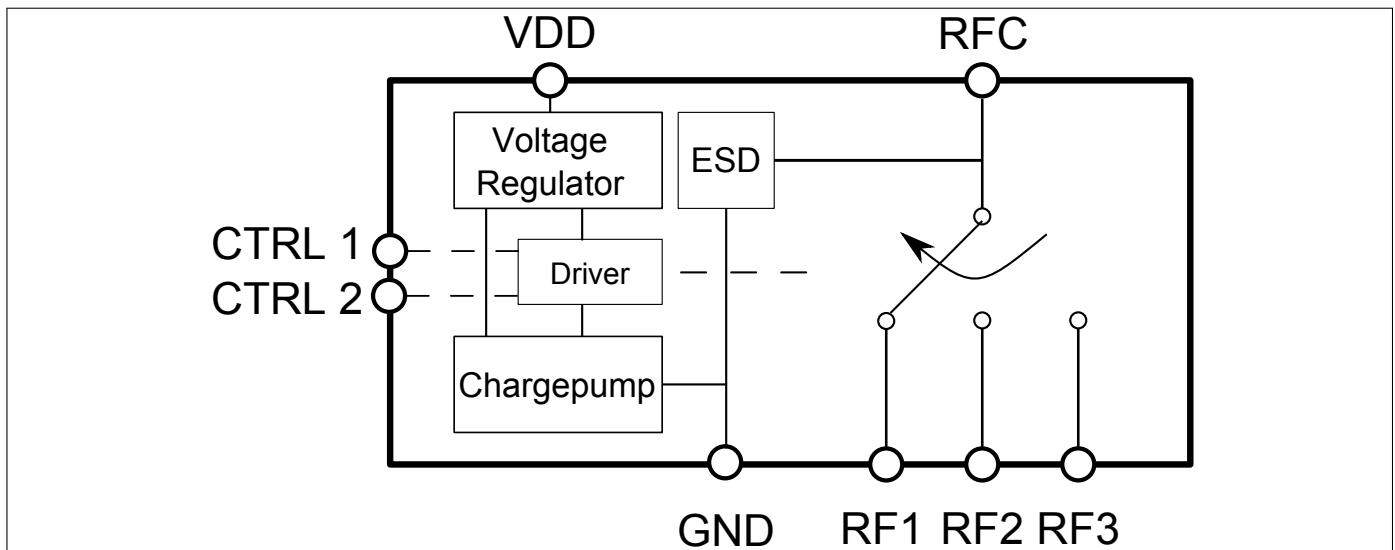 VDD
RFC
Voltage
Regulator
ESD
CTRL 1
CTRL 2
Driver
Chargepump
GND
RF1
RF2
RF3